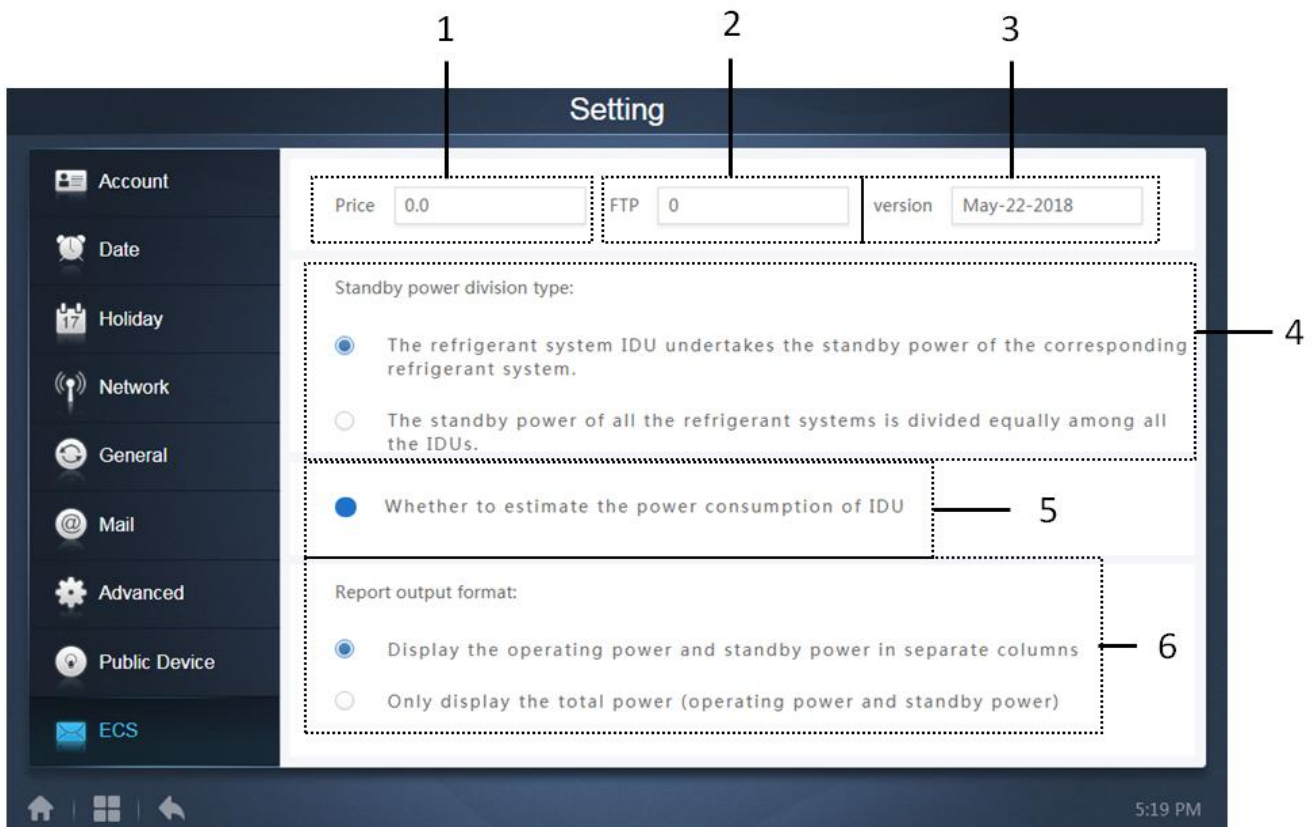 1
2
3
Setting
Account
Price
0.0
FTP
0
version
May-22-2018
Date
Standby power division type:
17
Holiday
The refrigerant system IDU undertakes the standby power of the corresponding
refrigerant system.
4
Network
The standby power of all the refrigerant systems is divided equally among all
the IDUs.
General
Whether to estimate the power consumption of IDU
5
@
Mail
Advanced
Report output format:
Display the operating power and standby power in separate columns
6
Public Device
Only display the total power (operating power and standby power)
ECS
5:19 PM